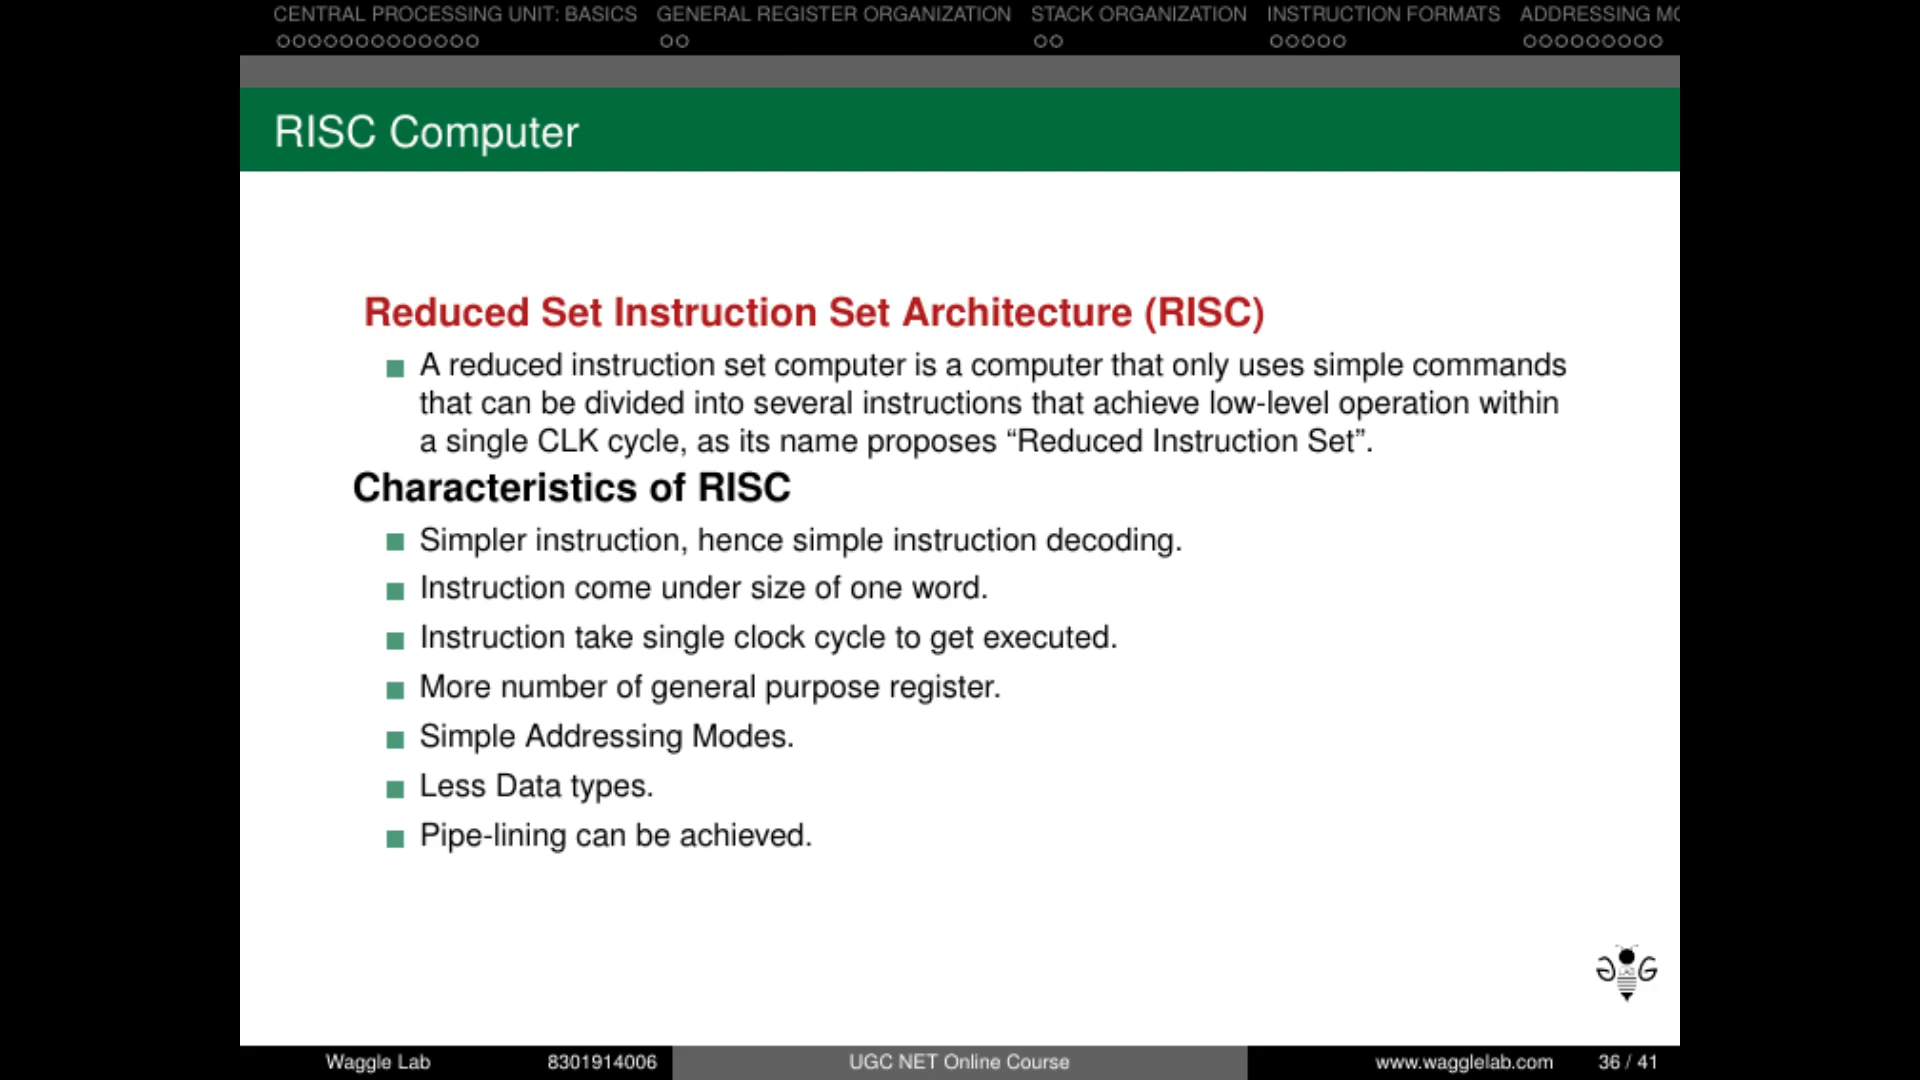 CENTRAL PROCESSING UNIT: BASICS GENERAL REGISTER ORGANIZATION STACK ORGANIZATION INSTRUCTION FORMATS ADDRESSING MO
RISC Computer
Reduced Set Instruction Set Architecture (RISC)
A reduced instruction set computer is a computer that only uses simple commands
that can be divided into several instructions that achieve low-level operation within
a single CLK cycle, as its name proposes “Reduced Instruction Set”.
Characteristics of RISC
Simpler instruction, hence simple instruction decoding.
Instruction come under size of one word.
Instruction take single clock cycle to get executed.
More number of general purpose register.
Simple Addressing Modes.
Less Data types.
Pipe-lining can be achieved.
Waggle Lab 8301914006 UGC NET Online Course www.wagglelab.com 36 / 41